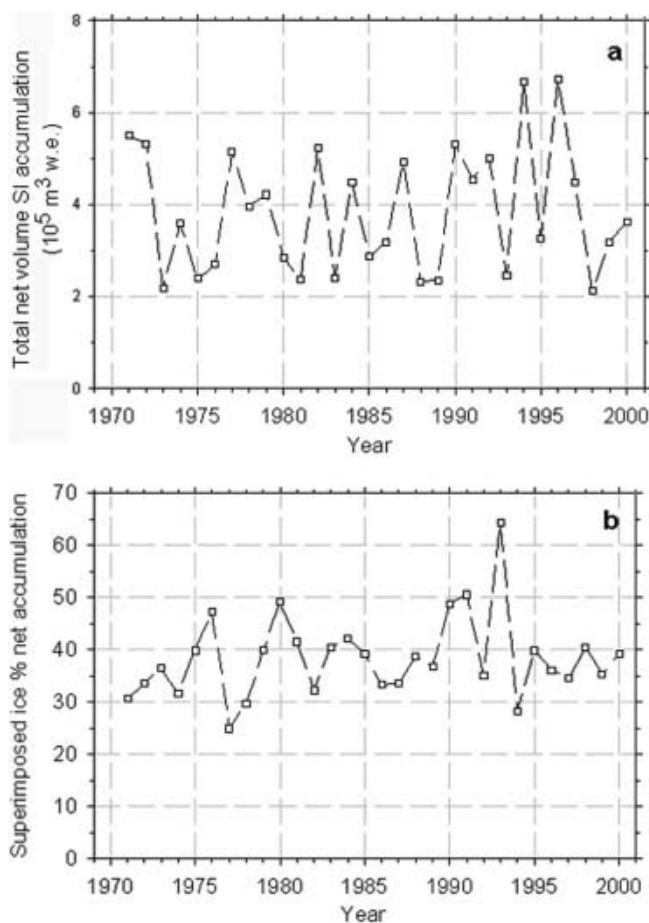 a
8
6
4
2
0
Total net volume SI accumulation
(10⁵ m³ w.e.)
1970 1975 1980 1985 1990 1995 2000
Year
b
70
60
50
40
30
20
10
0
Superimposed ice % net accumulation
1970 1975 1980 1985 1990 1995 2000
Year